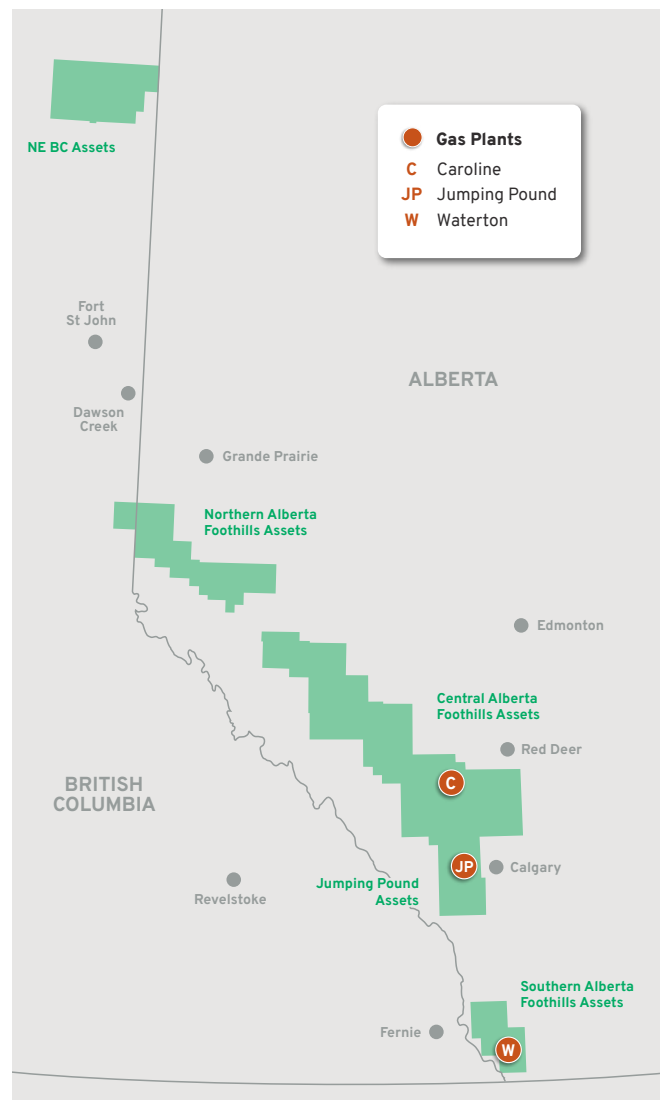 NE BC Assets
Gas Plants
C Caroline
JP Jumping Pound
W Waterton
Fort
St John
ALBERTA
Dawson
Creek
Grande Prairie
Northern Alberta
Foothills Assets
Edmonton
Central Alberta
Foothills Assets
Red Deer
BRITISH
COLUMBIA
C
JP
Calgary
Jumping Pound
Assets
Revelstoke
Southern Alberta
Foothills Assets
Fernie
W